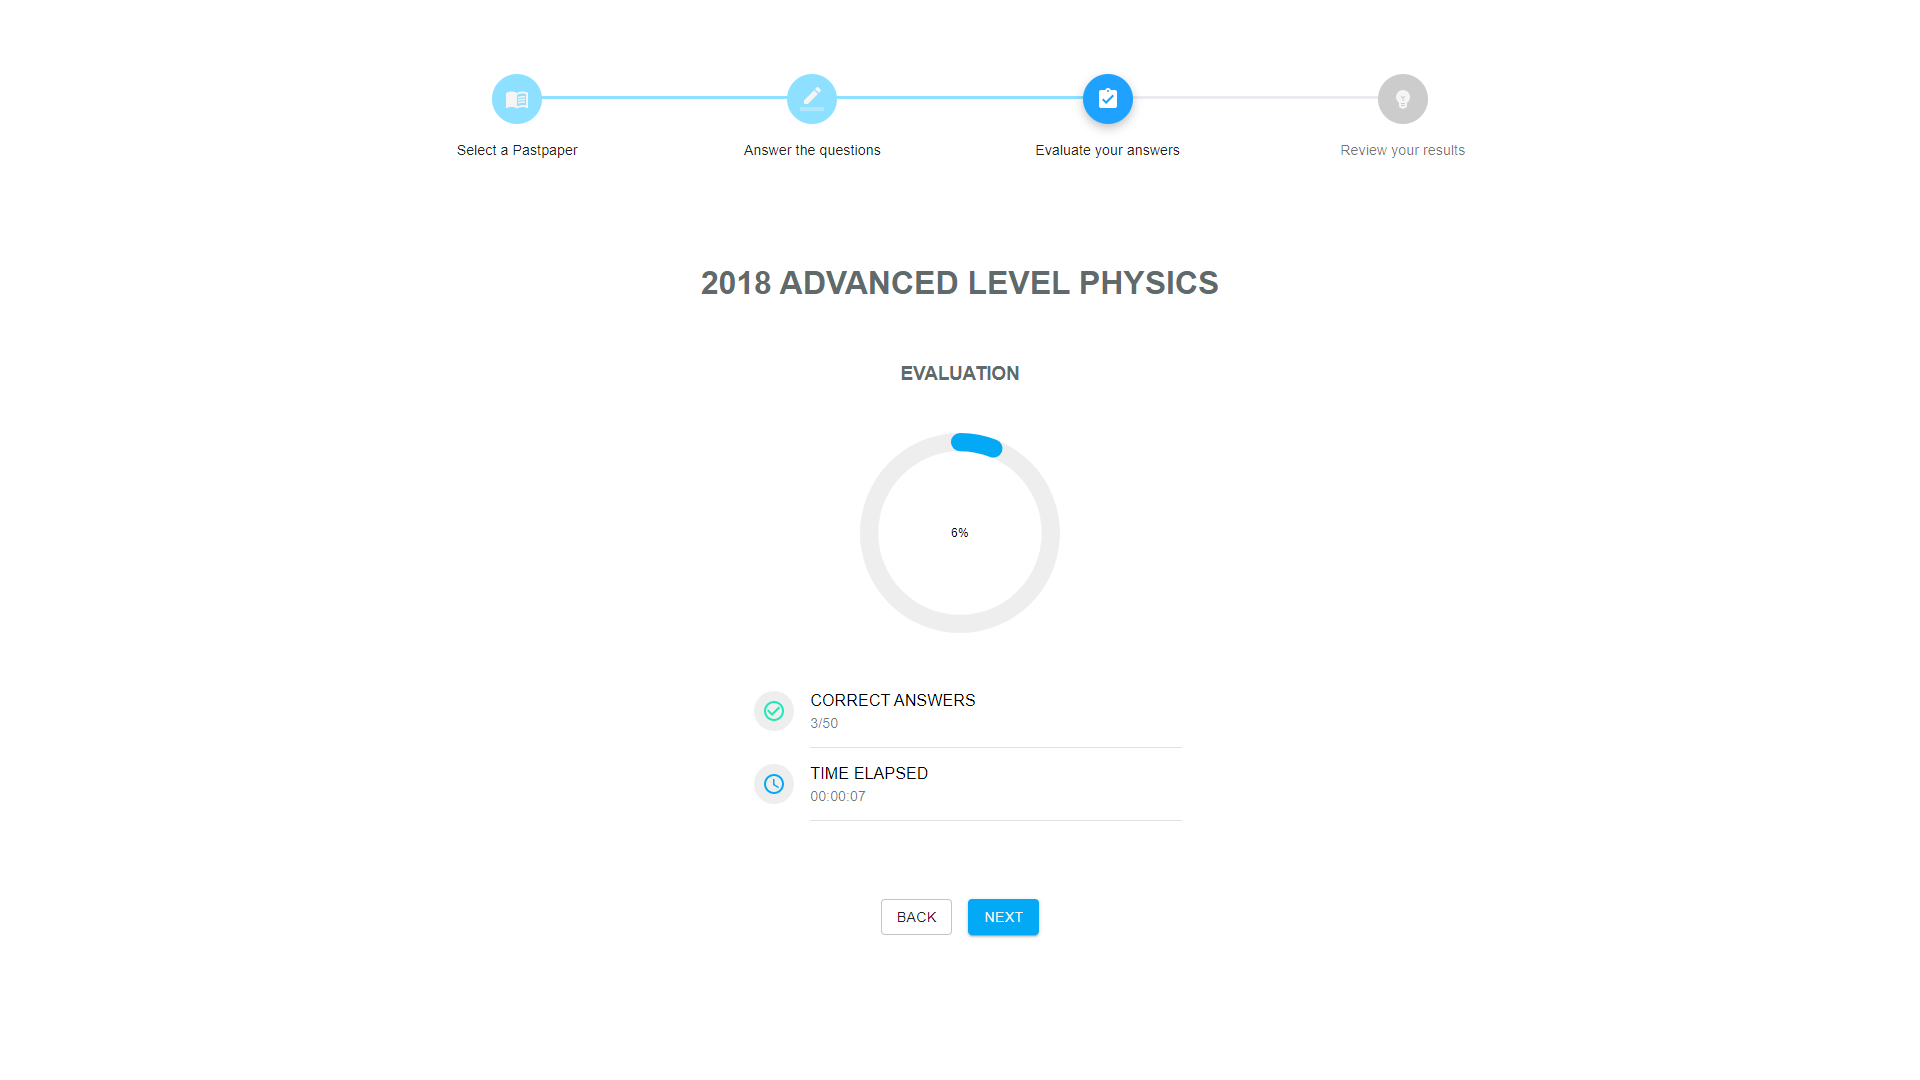 Select a Pastpaper
Answer the questions
Evaluate your answers
Review your results
2018 ADVANCED LEVEL PHYSICS
EVALUATION
6%
CORRECT ANSWERS
3/50
TIME ELAPSED
00:00:07
BACK
NEXT